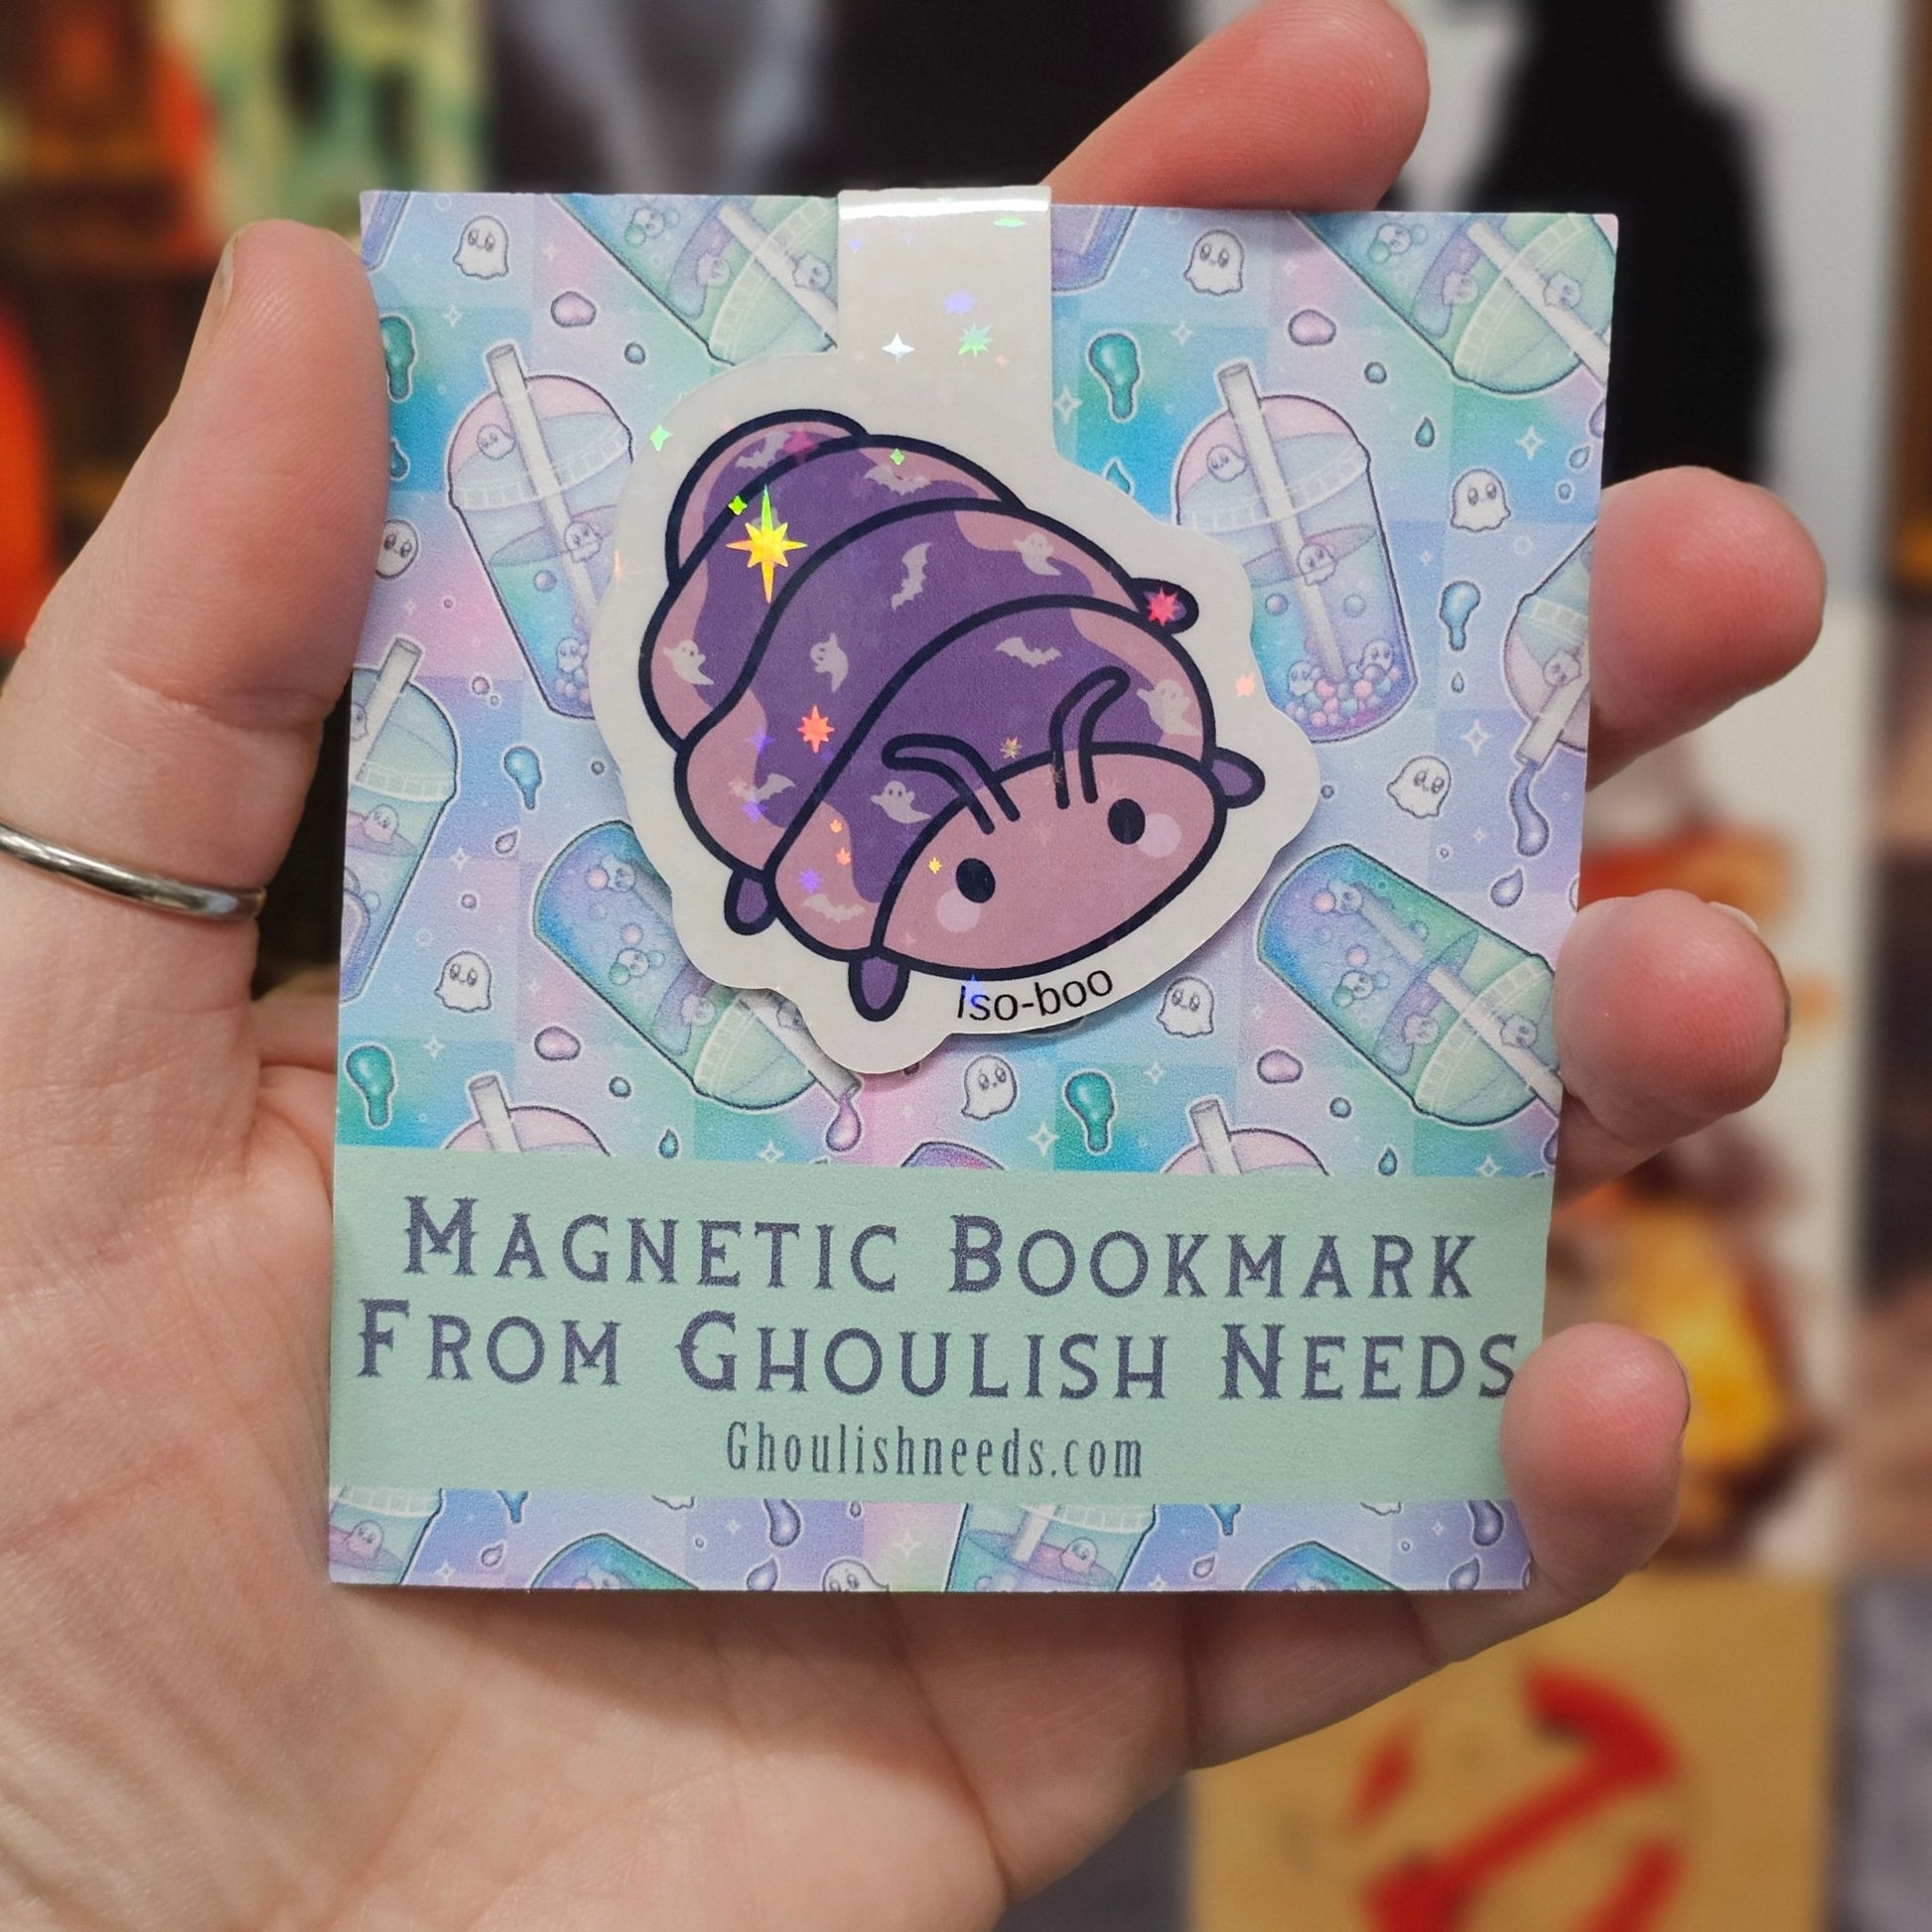 Iso-boo
Magnetic Bookmark
From Ghoulish Needs
Ghoulishneeds.com